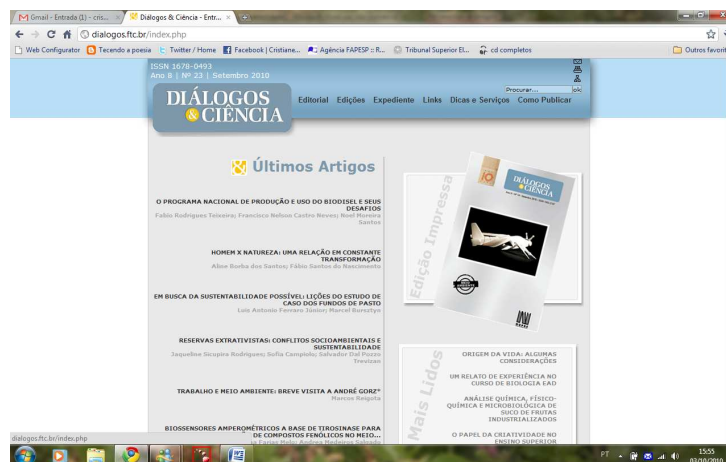 Gmail - Entrada (1) - cris...
Diálogos & Ciência - Entr...
dialogos.ftc.br/index.php
Web Configurator
Tecendo a poesia
Twitter / Home
Facebook | Cristiane...
Agência FAPESP :: R...
Tribunal Superior El...
cd completos
Outros favorit
ISSN 1678-0493
Ano 8 | Nº 23 | Setembro 2010
Procurar...
ok
DIÁLOGOS
&CIÊNCIA
Editorial Edições Expediente Links Dicas e Serviços Como Publicar
Últimos Artigos
O PROGRAMA NACIONAL DE PRODUÇÃO E USO DO BIODISEL E SEUS
DESAFIOS
Fabio Rodrigues Teixeira; Francisco Nelson Castro Neves; Noel Moreira
Santos
HOMEM X NATUREZA: UMA RELAÇÃO EM CONSTANTE
TRANSFORMAÇÃO
Aline Borba dos Santos; Fábio Santos do Nascimento
EM BUSCA DA SUSTENTABILIDADE POSSÍVEL: LIÇÕES DO ESTUDO DE
CASO DOS FUNDOS DE PASTO
Luis Antonio Ferraro Júnior; Marcel Bursztyn
RESERVAS EXTRATIVISTAS: CONFLITOS SOCIOAMBIENTAIS E
SUSTENTABILIDADE
Jaqueline Sicupira Rodrigues; Sofia Campiolo; Salvador Dal Pozzo
Trevizan
TRABALHO E MEIO AMBIENTE: BREVE VISITA A ANDRÉ GORZ*
Marcos Reigota
BIOSSENSORES AMPEROMÉTRICOS A BASE DE TIROSINASE PARA
DE COMPOSTOS FENÓLICOS NO MEIO...
Edição Impressa
DIÁLOGOS
&CIÊNCIA
Mais Lidos
ORIGEM DA VIDA: ALGUMAS
CONSIDERAÇÕES
UM RELATO DE EXPERIÊNCIA NO
CURSO DE BIOLOGIA EAD
ANÁLISE QUÍMICA, FÍSICO-
QUÍMICA E MICROBIOLÓGICA DE
SUCO DE FRUTAS
INDUSTRIALIZADOS
O PAPEL DA CRIATIVIDADE NO
ENSINO SUPERIOR
dialogos.ftc.br/index.php
PT
15:55
03/10/2010